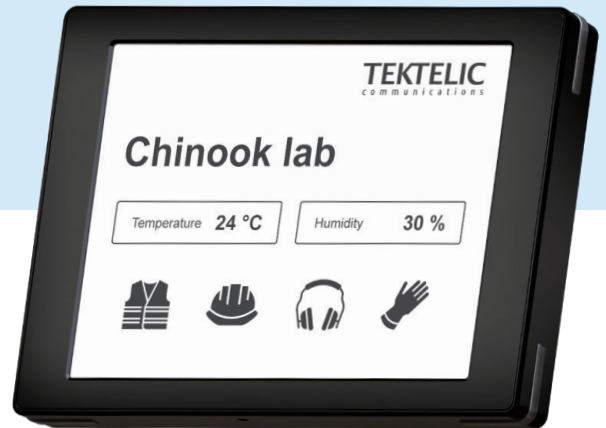 TEKTELIC
communications
Chinook lab
Temperature 24 °C
Humidity 30 %